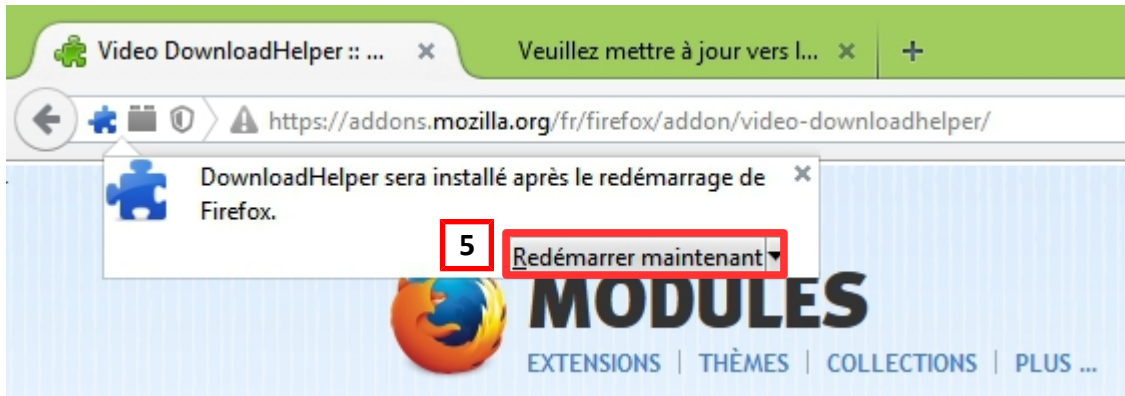 Video DownloadHelper :: ...
Veuillez mettre à jour vers l...
https://addons.mozilla.org/fr/firefox/addon/video-downloadhelper/
DownloadHelper sera installé après le redémarrage de
Firefox.
5
Redémarrer maintenant
MODULES
EXTENSIONS | THÈMES | COLLECTIONS | PLUS ...